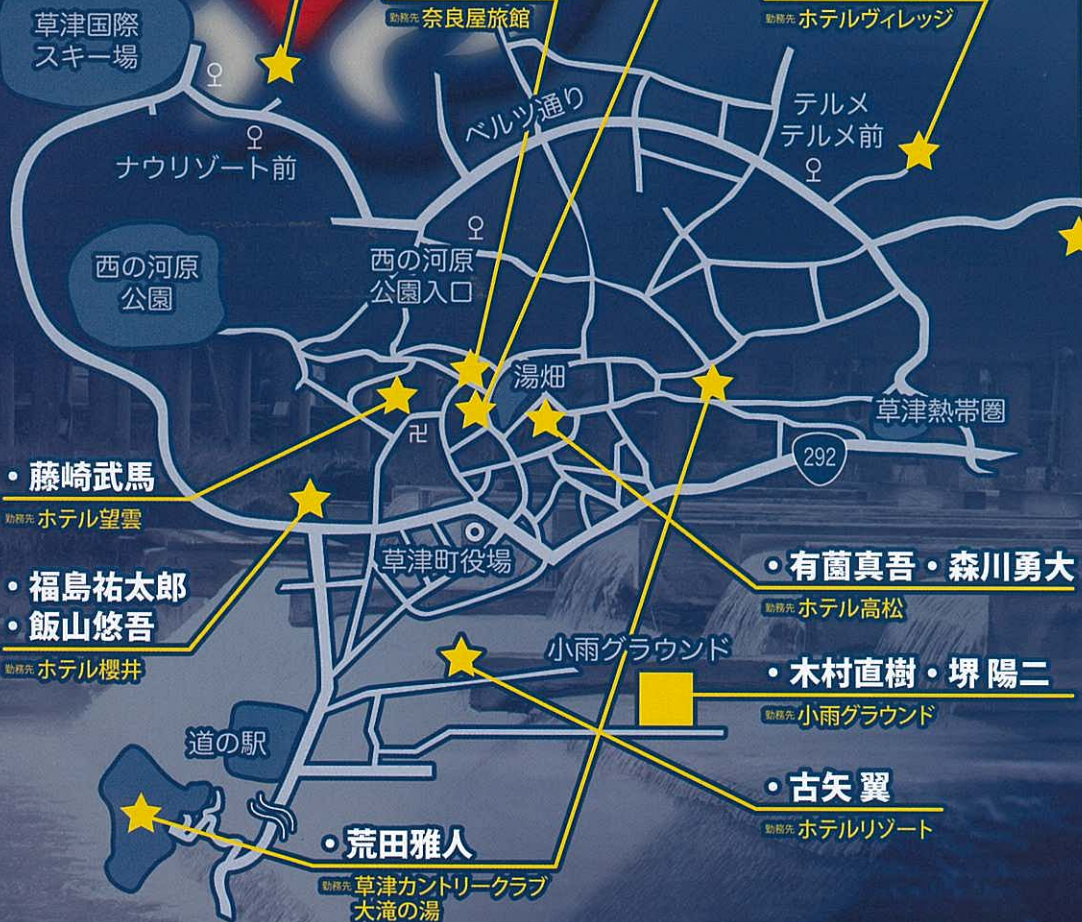 草津国際
スキー場
勤務先 奈良屋旅館
勤務先 ホテルヴィレッジ
ベルツ通り
テルメ
テルメ前
ナウリゾート前
西の河原
公園
西の河原
公園入口
湯畑
草津熱帯圏
卍
292
・藤崎武馬
勤務先 ホテル望雲
草津町役場
・福島祐太郎
・飯山悠吾
勤務先 ホテル櫻井
・有薗真吾・森川勇大
勤務先 ホテル高松
小雨グラウンド
・木村直樹・堺 陽二
勤務先 小雨グラウンド
道の駅
・古矢 翼
勤務先 ホテルリゾート
・荒田雅人
勤務先 草津カントリークラブ
大滝の湯